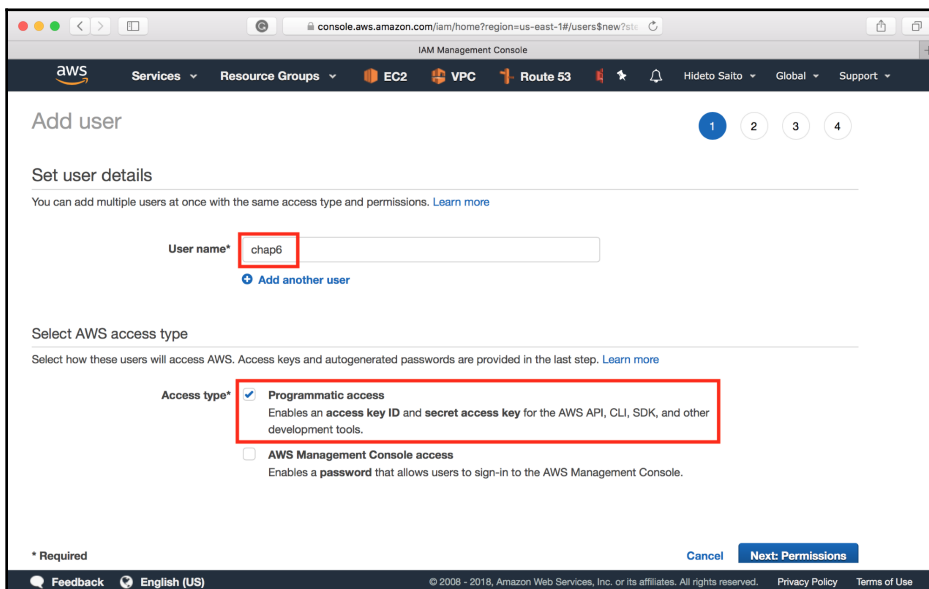 console.aws.amazon.com/iam/home?region=us-east-1#/users$new?ste
IAM Management Console
aws Services Resource Groups EC2 VPC Route 53 Hideto Saito Global Support
Add user
1 2 3 4
Set user details
You can add multiple users at once with the same access type and permissions. Learn more
User name* chap6
Add another user
Select AWS access type
Select how these users will access AWS. Access keys and autogenerated passwords are provided in the last step. Learn more
Access type* Programmatic access
Enables an access key ID and secret access key for the AWS API, CLI, SDK, and other
development tools.
AWS Management Console access
Enables a password that allows users to sign-in to the AWS Management Console.
* Required Cancel Next: Permissions
Feedback English (US) © 2008 - 2018, Amazon Web Services, Inc. or its affiliates. All rights reserved. Privacy Policy Terms of Use